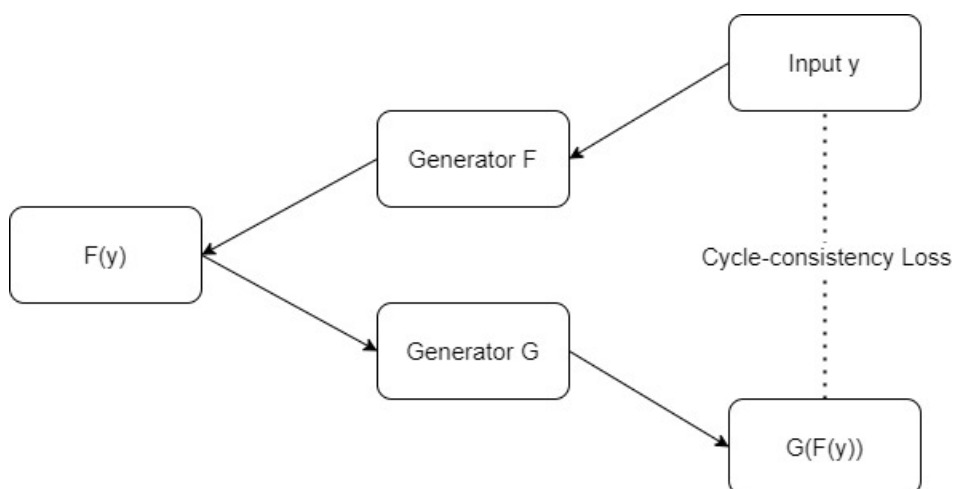 Input y
Generator F
F(y)
Cycle-consistency Loss
Generator G
G(F(y))